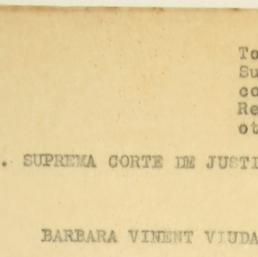 To
Su
co
Re
ot
. SUPREMA CORTE DE JUSTI
BARBARA VINENT VIUDA